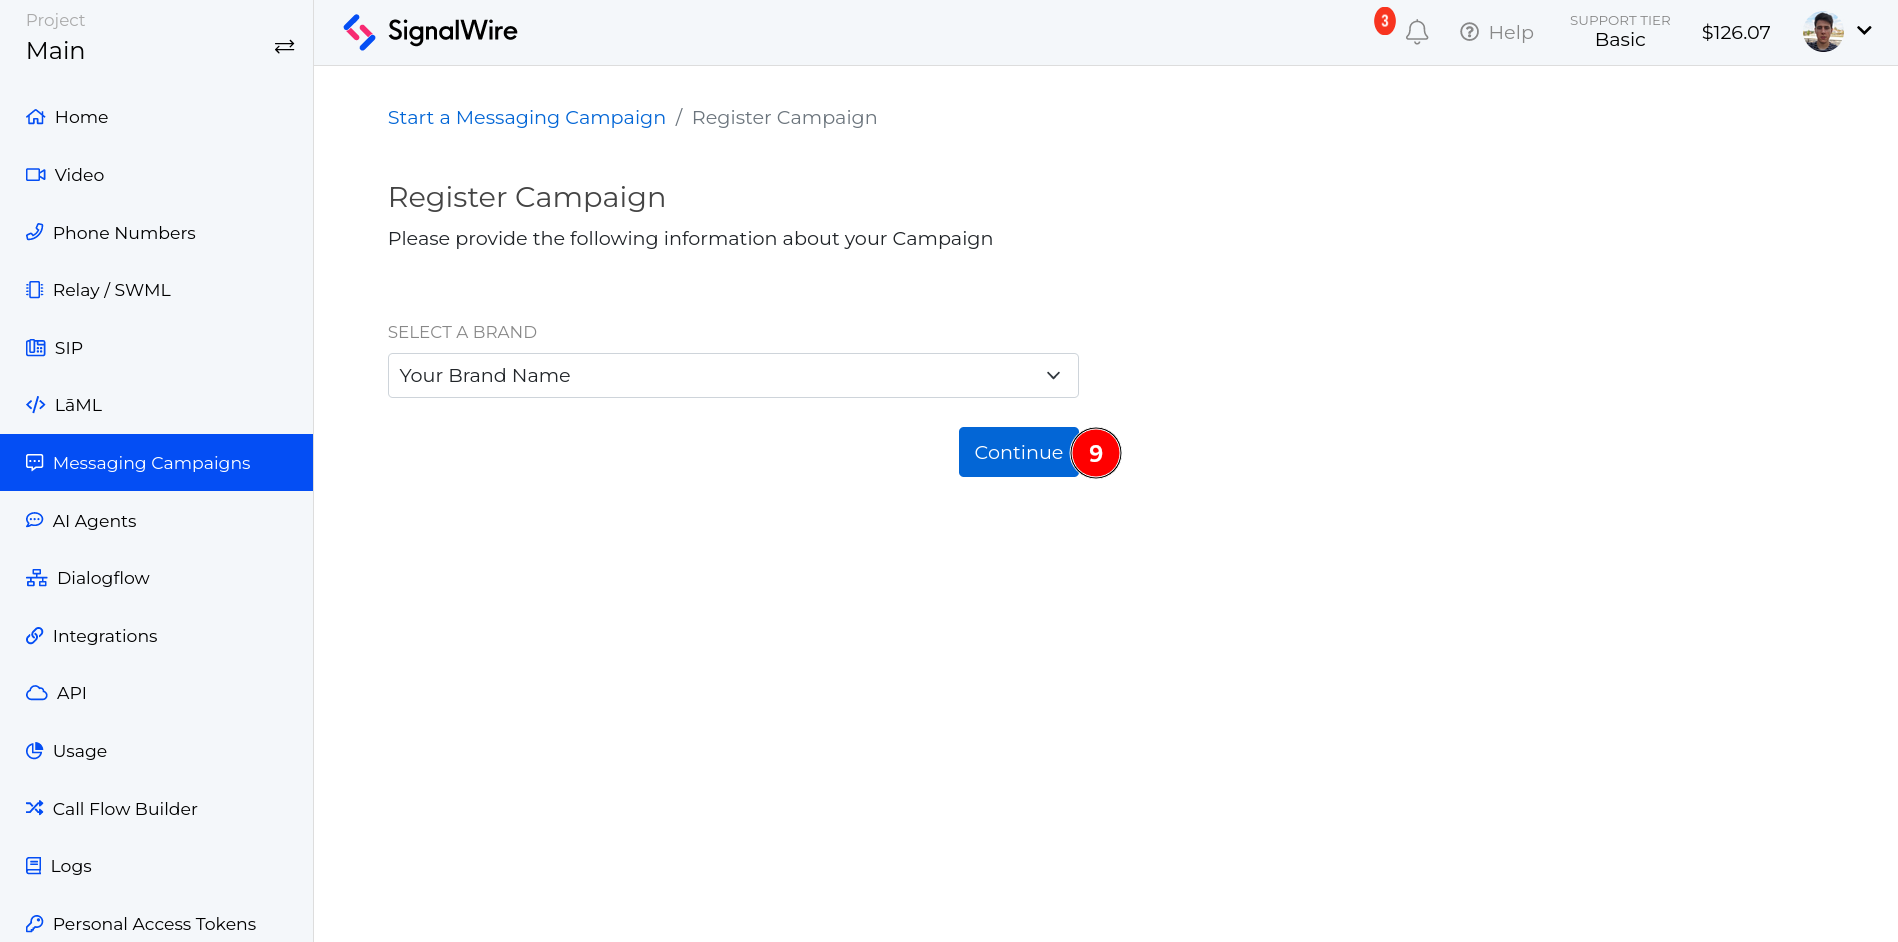 Project
Main
Home
Video
Phone Numbers
Relay / SWML
SIP
LāML
Messaging Campaigns
AI Agents
Dialogflow
Integrations
API
Usage
Call Flow Builder
Logs
Personal Access Tokens
SignalWire
3
Help
SUPPORT TIER
Basic
$126.07
Start a Messaging Campaign / Register Campaign
Register Campaign
Please provide the following information about your Campaign
SELECT A BRAND
Your Brand Name
Continue
9